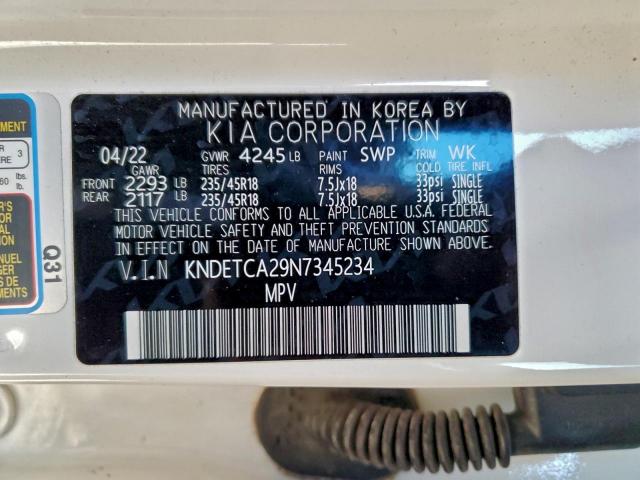 MANUFACTURED IN KOREA BY
KIA CORPORATION
04/22 GVWR 4245 LB PAINT SWP TRIM WK
GAWR TIRES RIMS COLD TIRE INFL
FRONT 2293 LB 235/45R18 7.5Jx18 33psi SINGLE
REAR 2117 LB 235/45R18 7.5Jx18 33psi SINGLE
THIS VEHICLE CONFORMS TO ALL APPLICABLE U.S.A. FEDERAL
MOTOR VEHICLE SAFETY AND THEFT PREVENTION STANDARDS
IN EFFECT ON THE DATE OF MANUFACTURE SHOWN ABOVE.
V.I.N KNDETCA29N7345234
MPV
Q31
3
60 lbs.